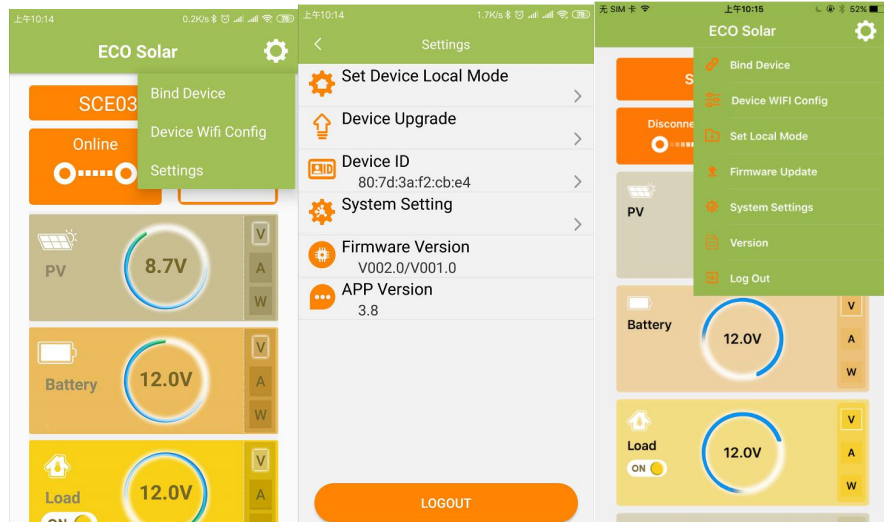 上午10:14
0.2K/s
76
ECO Solar
SCE03
Online
Bind Device
Device Wifi Config
Settings
PV
8.7V
V
A
W
Battery
12.0V
V
A
W
Load
12.0V
V
A
ON
上午10:14
1.7K/s
76
Settings
Set Device Local Mode
Device Upgrade
Device ID
80:7d:3a:f2:cb:e4
System Setting
Firmware Version
V002.0/V001.0
APP Version
3.8
LOGOUT
无 SIM 卡
上午10:15
52%
ECO Solar
S
Disconne
Bind Device
Device WIFI Config
Set Local Mode
Firmware Update
System Settings
Version
Log Out
PV
Battery
12.0V
V
A
W
Load
ON
12.0V
V
A
W